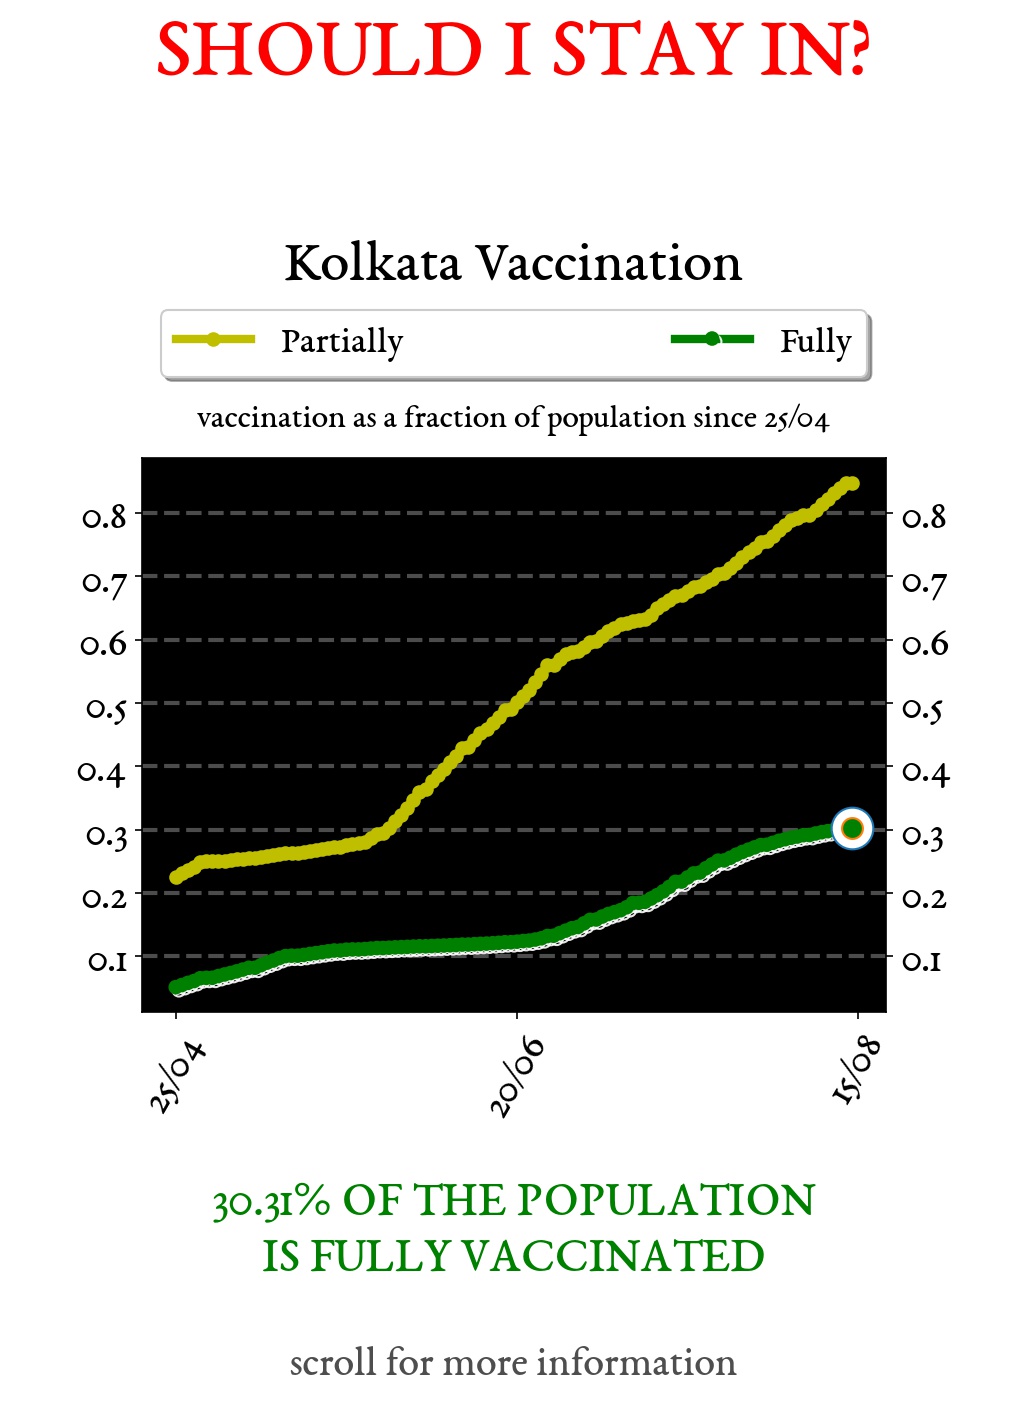 SHOULD I STAY IN?
Kolkata Vaccination
Partially Fully
vaccination as a fraction of population since 25/04
0.8 0.8
0.7 0.7
0.6 0.6
0.5 0.5
0.4 0.4
0.3 0.3
0.2 0.2
0.1 0.1
25/04 20/06 15/08
30.31% OF THE POPULATION
IS FULLY VACCINATED
scroll for more information